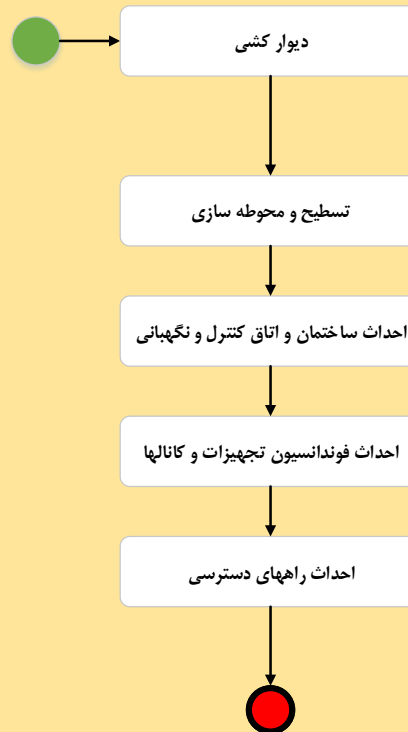 دیوار کشی
تسطیح و محوطه سازی
احداث ساختمان و اتاق کنترل و نگهبانی
احداث فوندانسیون تجهیزات و کانالها
احداث راههای دسترسی